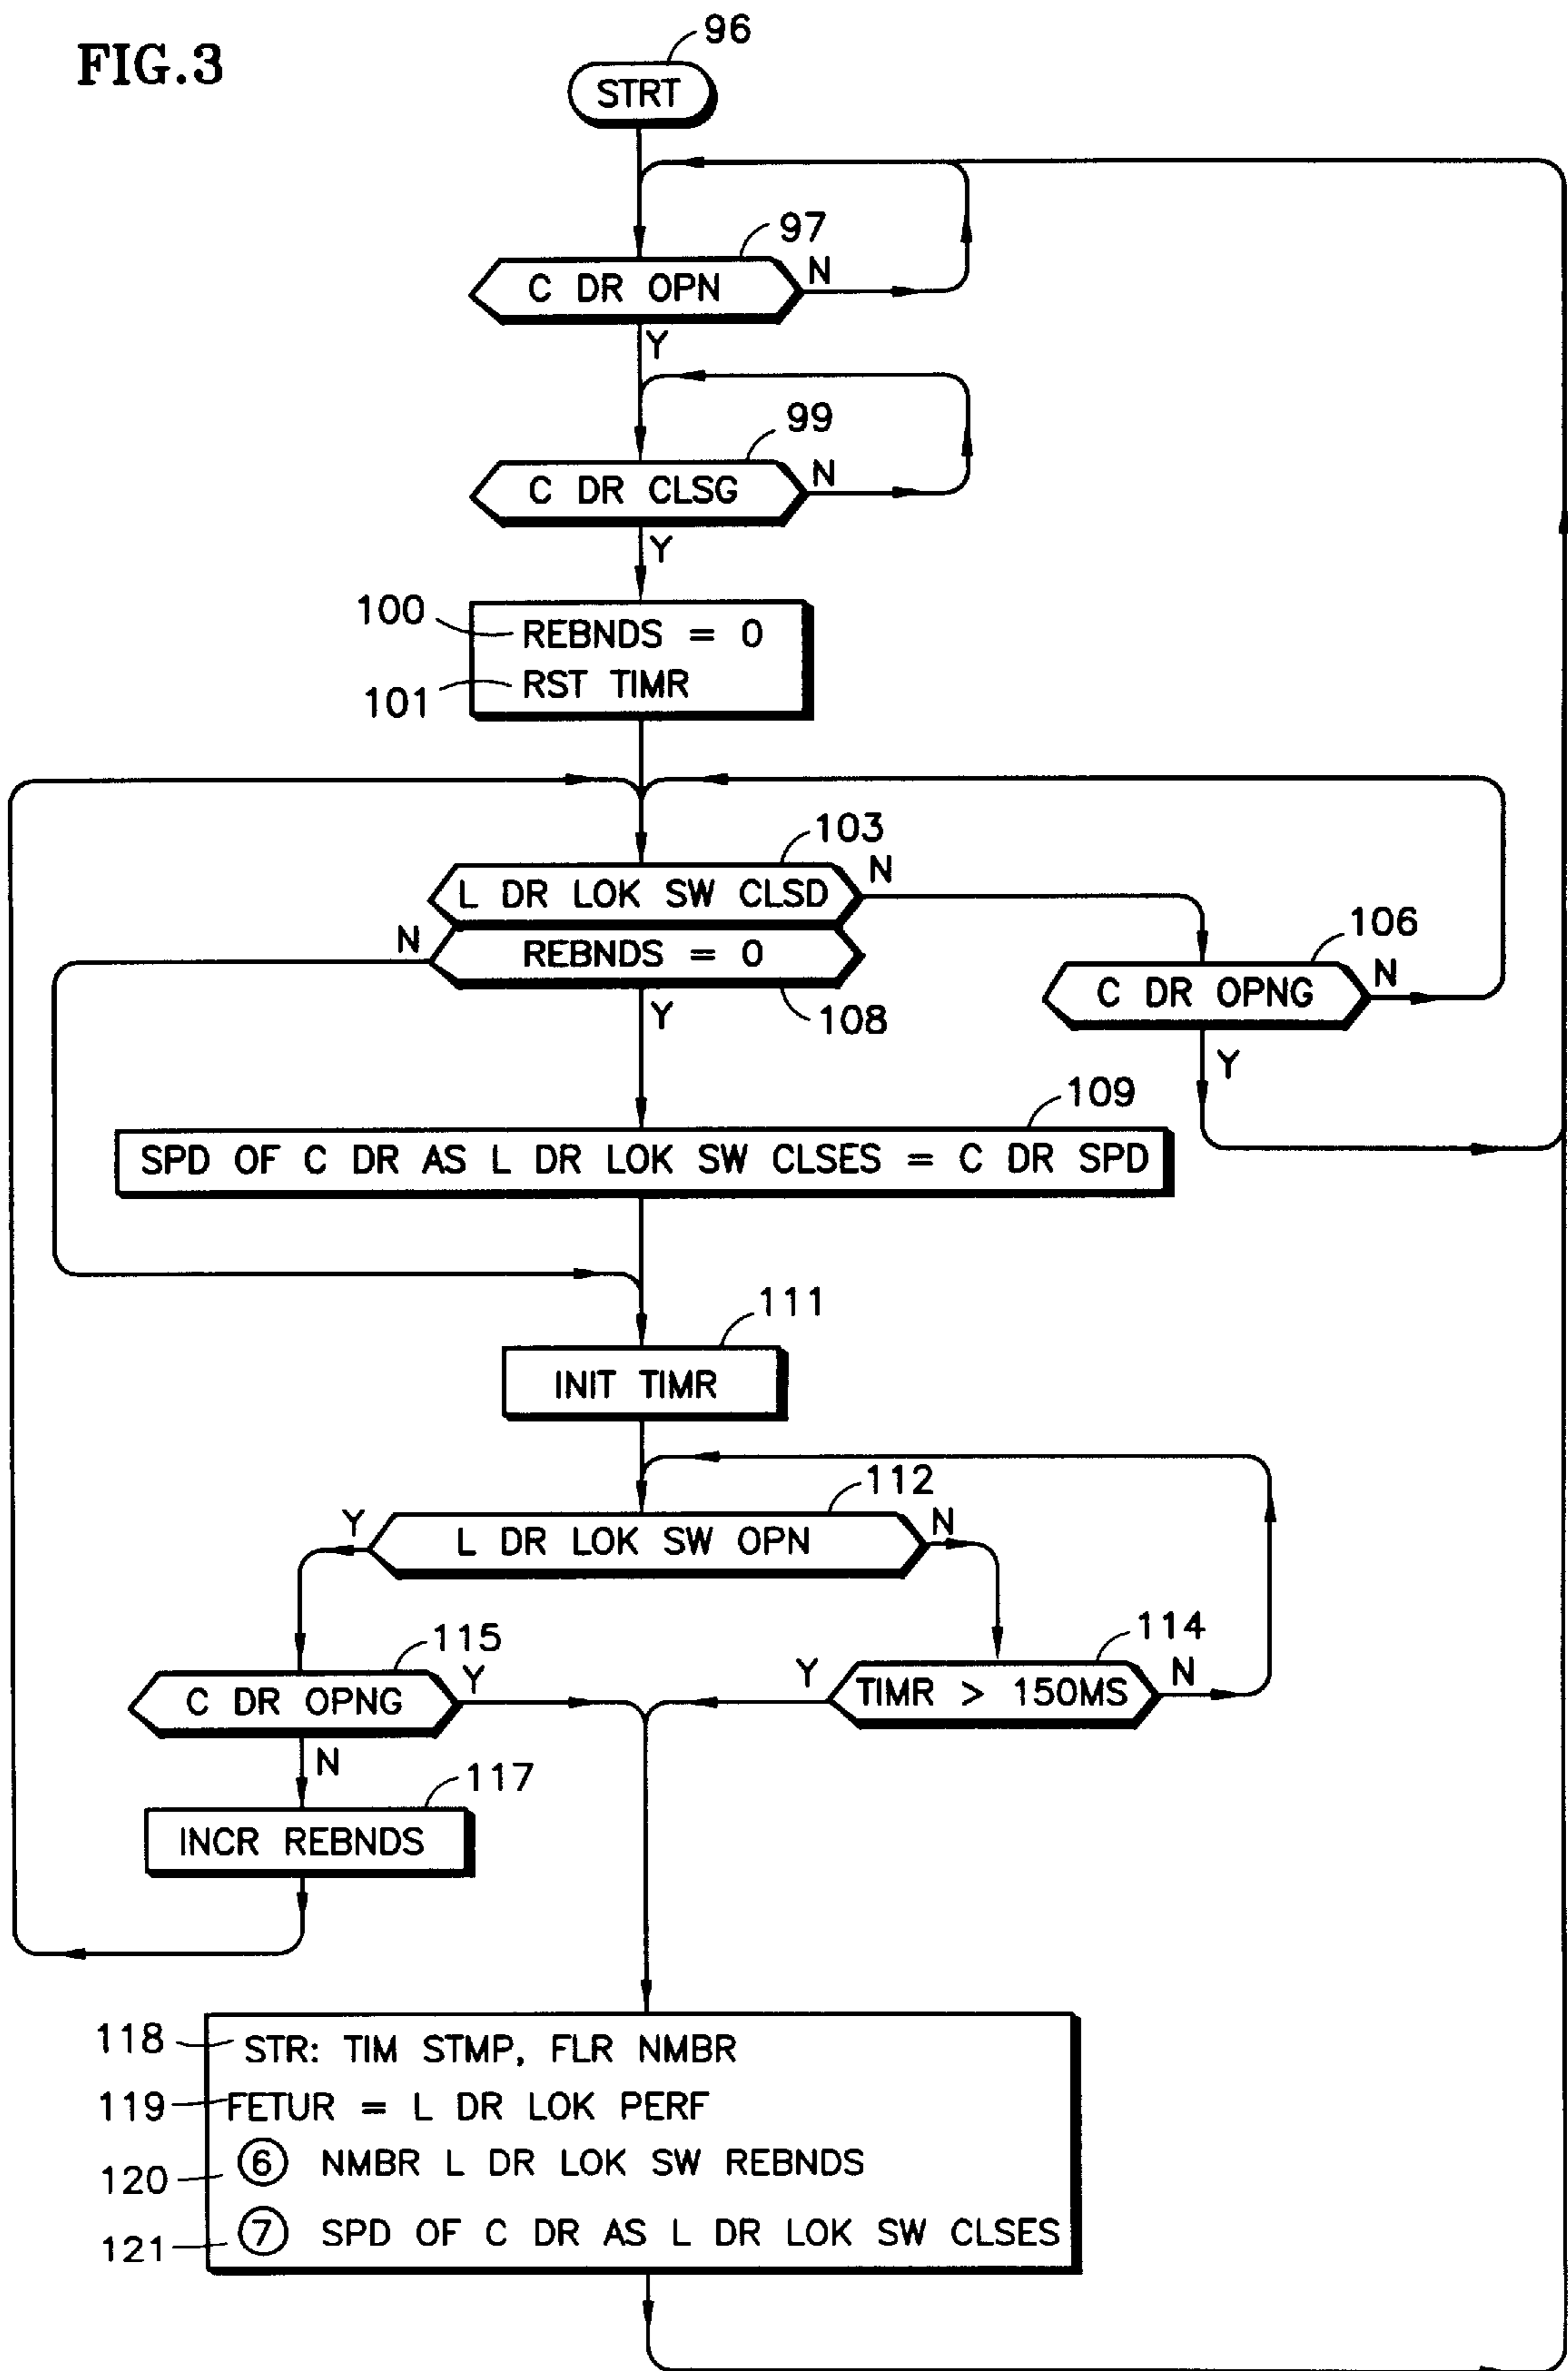 FIG.3
96
STRT
97
C DR OPN
N
Y
99
C DR CLSG
N
Y
100
REBNDS = 0
101
RST TIMR
103
L DR LOK SW CLSD
N
N
REBNDS = 0
108
Y
106
C DR OPNG
N
Y
109
SPD OF C DR AS L DR LOK SW CLSES = C DR SPD
111
INIT TIMR
112
Y
L DR LOK SW OPN
N
115
C DR OPNG
Y
N
114
Y
TIMR > 150MS
N
117
INCR REBNDS
118
STR: TIM STMP, FLR NMBR
119
FETUR = L DR LOK PERF
120
6 NMBR L DR LOK SW REBNDS
121
7 SPD OF C DR AS L DR LOK SW CLSES